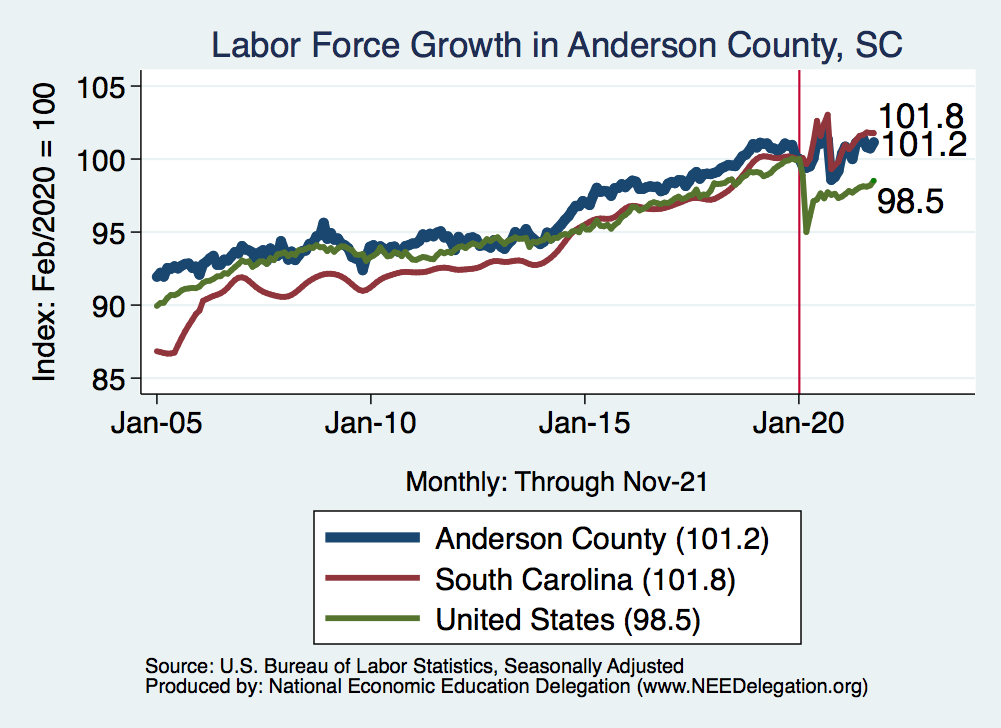 Labor Force Growth in Anderson County, SC
Index: Feb/2020 = 100
105
100
95
90
85
101.8
101.2
98.5
Jan-05 Jan-10 Jan-15 Jan-20
Monthly: Through Nov-21
Anderson County (101.2)
South Carolina (101.8)
United States (98.5)
Source: U.S. Bureau of Labor Statistics, Seasonally Adjusted
Produced by: National Economic Education Delegation (www.NEEDelegation.org)